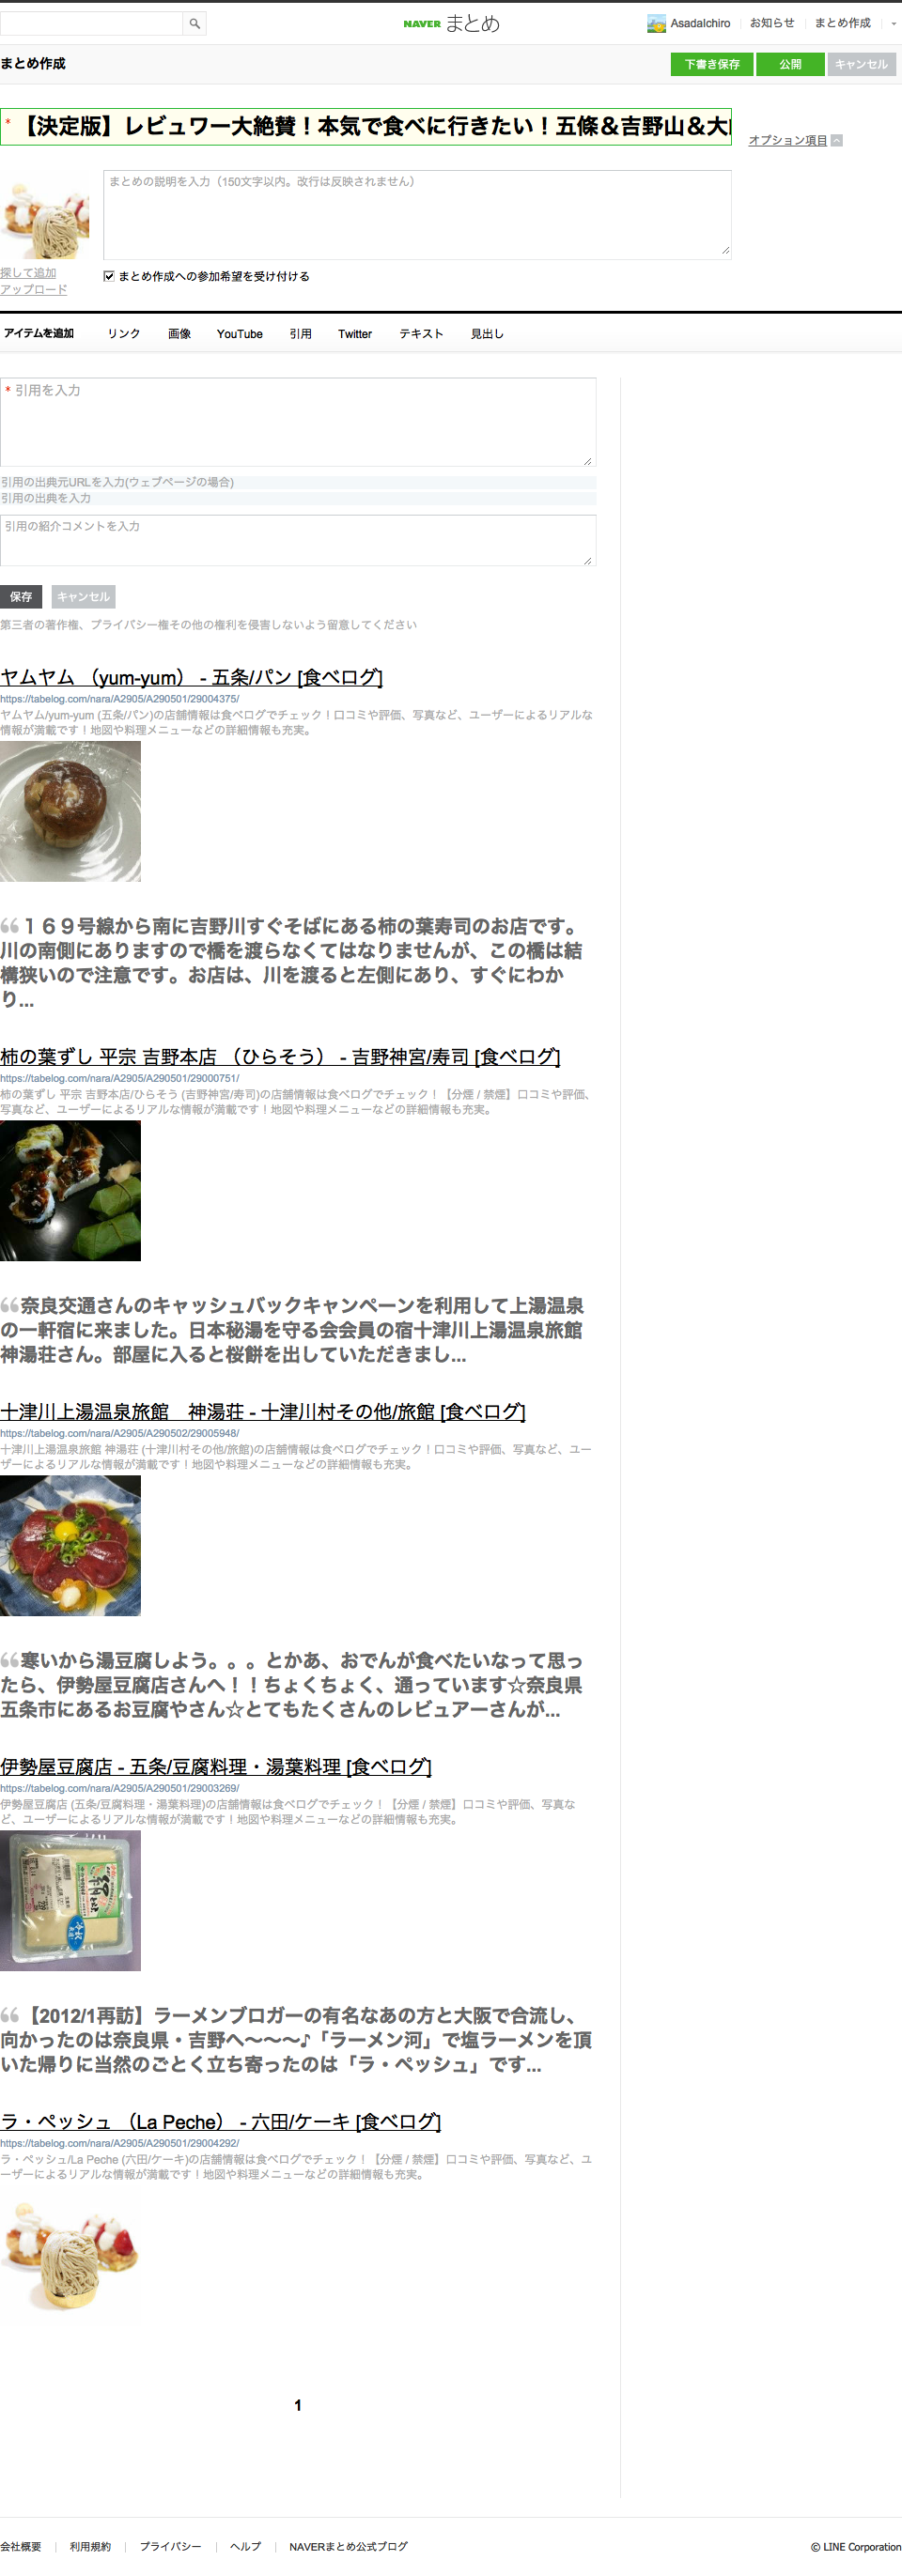 NAVER まとめ
AsadaIchiro お知らせ まとめ作成
まとめ作成
下書き保存 公開 キャンセル
* 【決定版】レビュワー大絶賛！本気で食べに行きたい！五條＆吉野山＆大
オプション項目
まとめの説明を入力（150文字以内。改行は反映されません）
探して追加
アップロード
まとめ作成への参加希望を受け付ける
アイテムを追加 リンク 画像 YouTube 引用 Twitter テキスト 見出し
* 引用を入力
引用の出典元URLを入力(ウェブページの場合)
引用の出典を入力
引用の紹介コメントを入力
保存 キャンセル
第三者の著作権、プライバシー権その他の権利を侵害しないよう留意してください
ヤムヤム （yum-yum） - 五条/パン [食べログ]
https://tabelog.com/nara/A2905/A290501/29004375/
ヤムヤム/yum-yum (五条/パン)の店舗情報は食べログでチェック！口コミや評価、写真など、ユーザーによるリアルな
情報が満載です！地図や料理メニューなどの詳細情報も充実。
１６９号線から南に吉野川すぐそばにある柿の葉寿司のお店です。
川の南側にありますので橋を渡らなくてはなりませんが、この橋は結
構狭いので注意です。お店は、川を渡ると左側にあり、すぐにわか
り...
柿の葉ずし 平宗 吉野本店 （ひらそう） - 吉野神宮/寿司 [食べログ]
https://tabelog.com/nara/A2905/A290501/29000751/
柿の葉ずし 平宗 吉野本店/ひらそう (吉野神宮/寿司)の店舗情報は食べログでチェック！【分煙 / 禁煙】口コミや評価、
写真など、ユーザーによるリアルな情報が満載です！地図や料理メニューなどの詳細情報も充実。
奈良交通さんのキャッシュバックキャンペーンを利用して上湯温泉
の一軒宿に来ました。日本秘湯を守る会会員の宿十津川上湯温泉旅館
神湯荘さん。部屋に入ると桜餅を出していただきまし...
十津川上湯温泉旅館　神湯荘 - 十津川村その他/旅館 [食べログ]
https://tabelog.com/nara/A2905/A290502/29005948/
十津川上湯温泉旅館 神湯荘 (十津川村その他/旅館)の店舗情報は食べログでチェック！口コミや評価、写真など、ユー
ザーによるリアルな情報が満載です！地図や料理メニューなどの詳細情報も充実。
寒いから湯豆腐しよう。。。とかあ、おでんが食べたいなって思っ
たら、伊勢屋豆腐店さんへ！！ちょくちょく、通っています☆奈良県
五条市にあるお豆腐やさん☆とてもたくさんのレビュアーさんが...
伊勢屋豆腐店 - 五条/豆腐料理・湯葉料理 [食べログ]
https://tabelog.com/nara/A2905/A290501/29003269/
伊勢屋豆腐店 (五条/豆腐料理・湯葉料理)の店舗情報は食べログでチェック！【分煙 / 禁煙】口コミや評価、写真な
ど、ユーザーによるリアルな情報が満載です！地図や料理メニューなどの詳細情報も充実。
【2012/1再訪】ラーメンブロガーの有名なあの方と大阪で合流し、
向かったのは奈良県・吉野へ〜〜〜♪「ラーメン河」で塩ラーメンを頂
いた帰りに当然のごとく立ち寄ったのは「ラ・ペッシュ」です...
ラ・ペッシュ （La Peche） - 六田/ケーキ [食べログ]
https://tabelog.com/nara/A2905/A290501/29004292/
ラ・ペッシュ/La Peche (六田/ケーキ)の店舗情報は食べログでチェック！【分煙 / 禁煙】口コミや評価、写真など、ユ
ーザーによるリアルな情報が満載です！地図や料理メニューなどの詳細情報も充実。
1
会社概要 利用規約 プライバシー ヘルプ NAVERまとめ公式ブログ
© LINE Corporation